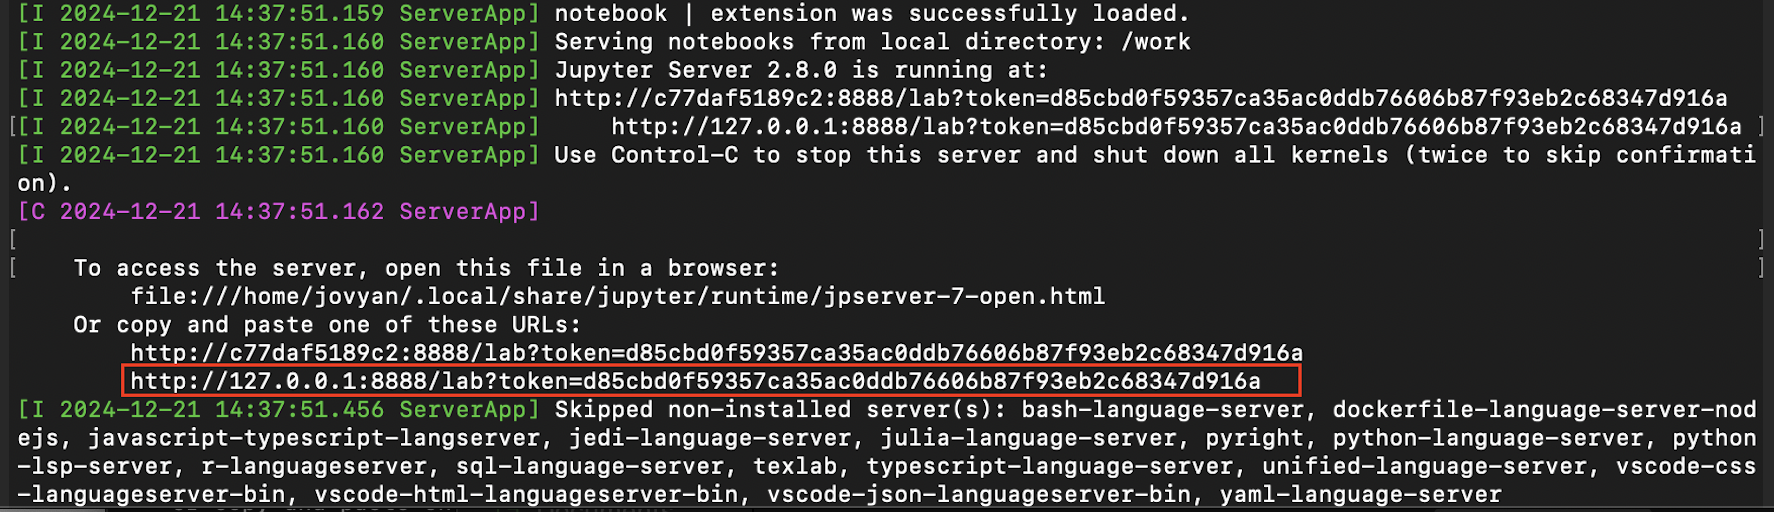 [I 2024-12-21 14:37:51.159 ServerApp] notebook | extension was successfully loaded.
[I 2024-12-21 14:37:51.160 ServerApp] Serving notebooks from local directory: /work
[I 2024-12-21 14:37:51.160 ServerApp] Jupyter Server 2.8.0 is running at:
[I 2024-12-21 14:37:51.160 ServerApp] http://c77daf5189c2:8888/lab?token=d85cbd0f59357ca35ac0ddb76606b87f93eb2c68347d916a
[[I 2024-12-21 14:37:51.160 ServerApp]     http://127.0.0.1:8888/lab?token=d85cbd0f59357ca35ac0ddb76606b87f93eb2c68347d916a ]
[I 2024-12-21 14:37:51.160 ServerApp] Use Control-C to stop this server and shut down all kernels (twice to skip confirmati
on).
[C 2024-12-21 14:37:51.162 ServerApp]
[ ]
[    To access the server, open this file in a browser: ]
        file:///home/jovyan/.local/share/jupyter/runtime/jpserver-7-open.html
    Or copy and paste one of these URLs:
        http://c77daf5189c2:8888/lab?token=d85cbd0f59357ca35ac0ddb76606b87f93eb2c68347d916a
        http://127.0.0.1:8888/lab?token=d85cbd0f59357ca35ac0ddb76606b87f93eb2c68347d916a
[I 2024-12-21 14:37:51.456 ServerApp] Skipped non-installed server(s): bash-language-server, dockerfile-language-server-nod
ejs, javascript-typescript-langserver, jedi-language-server, julia-language-server, pyright, python-language-server, python
-lsp-server, r-languageserver, sql-language-server, texlab, typescript-language-server, unified-language-server, vscode-css
-languageserver-bin, vscode-html-languageserver-bin, vscode-json-languageserver-bin, yaml-language-server